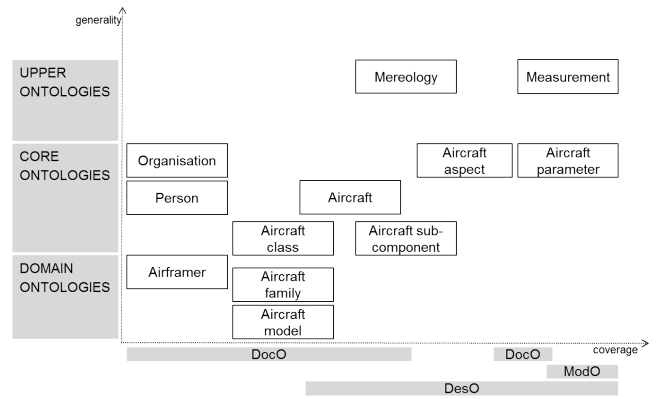 generality
UPPER
ONTOLOGIES
Mereology
Measurement
CORE
ONTOLOGIES
Organisation
Aircraft
aspect
Aircraft
parameter
Person
Aircraft
Aircraft
class
Aircraft sub-
component
DOMAIN
ONTOLOGIES
Airframer
Aircraft
family
Aircraft
model
coverage
DocO
DocO
ModO
DesO